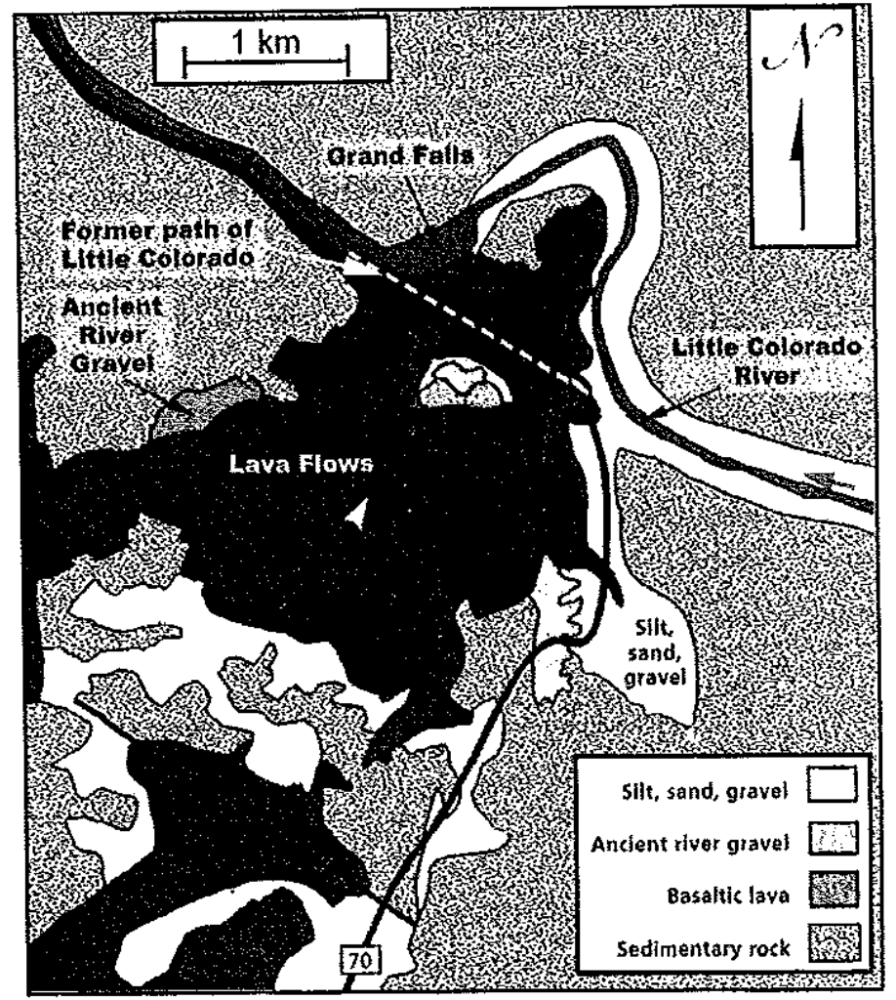 1 km
N
Grand Falls
Former path of
Little Colorado
Ancient
River
Gravel
Little Colorado
River
Lava Flows
Silt,
sand,
gravel
Silt, sand, gravel
Ancient river gravel
Basaltic lava
Sedimentary rock
70